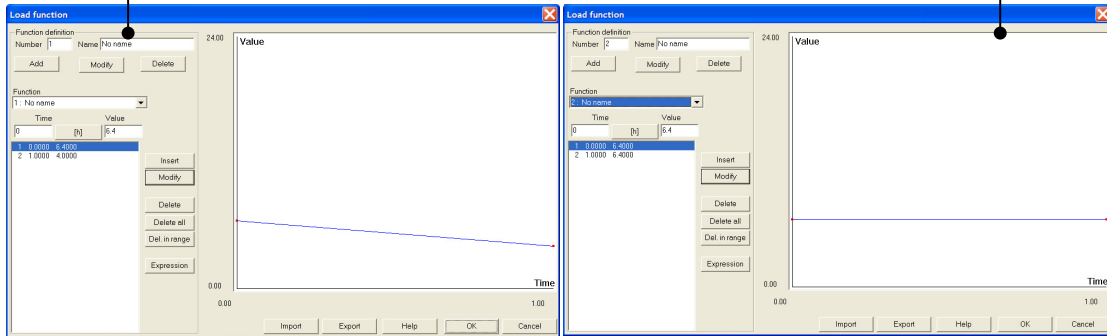 Load function
Function definition
Number 1 Name No name
Add Modify Delete
Function
1 : No name
Time Value
0 [h] 6.4
1 0.0000 6.4000
2 1.0000 4.0000
Insert
Modify
Delete
Delete all
Del. in range
Expression
24.00 Value
0.00 Time
0.00 1.00
Import Export Help OK Cancel
Load function
Function definition
Number 2 Name No name
Add Modify Delete
Function
2 : No name
Time Value
0 [h] 6.4
1 0.0000 6.4000
2 1.0000 6.4000
Insert
Modify
Delete
Delete all
Del. in range
Expression
24.00 Value
0.00 Time
0.00 1.00
Import Export Help OK Cancel